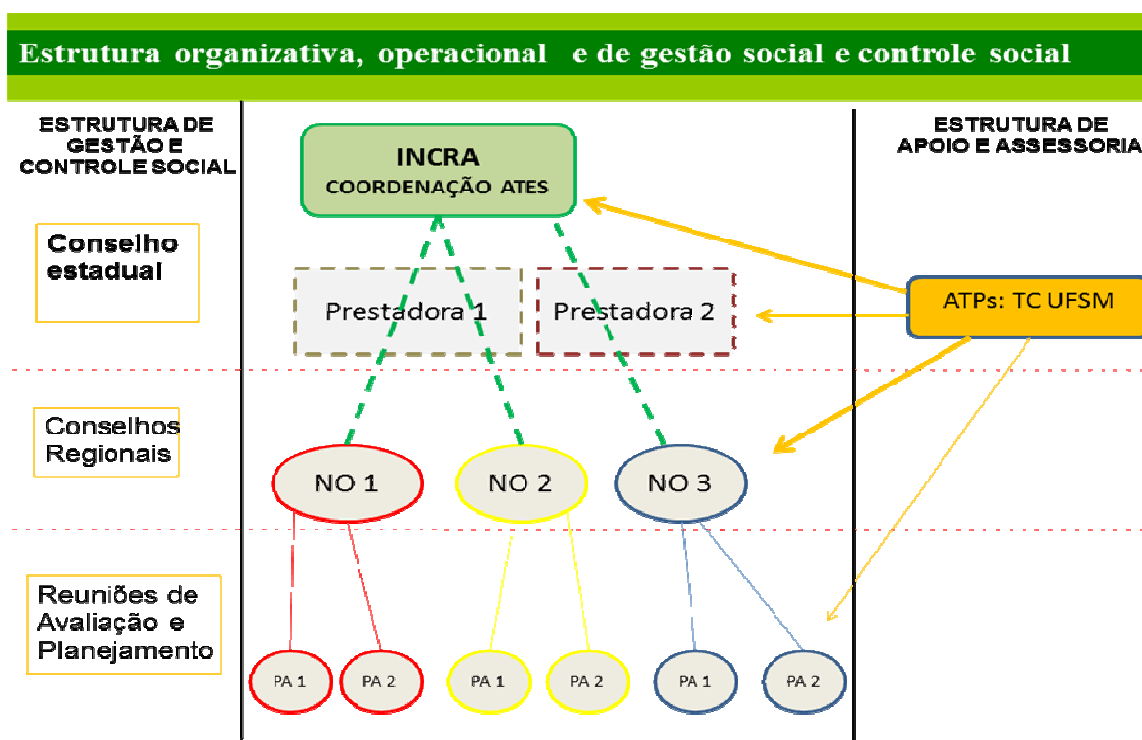 Estrutura organizativa, operacional e de gestão social e controle social
ESTRUTURA DE
GESTÃO E
CONTROLE SOCIAL
INCRA
COORDENAÇÃO ATES
ESTRUTURA DE
APOIO E ASSESSORIA
Conselho
estadual
Prestadora 1
Prestadora 2
ATPs: TC UFSM
Conselhos
Regionais
NO 1
NO 2
NO 3
Reuniões de
Avaliação e
Planejamento
PA 1
PA 2
PA 1
PA 2
PA 1
PA 2